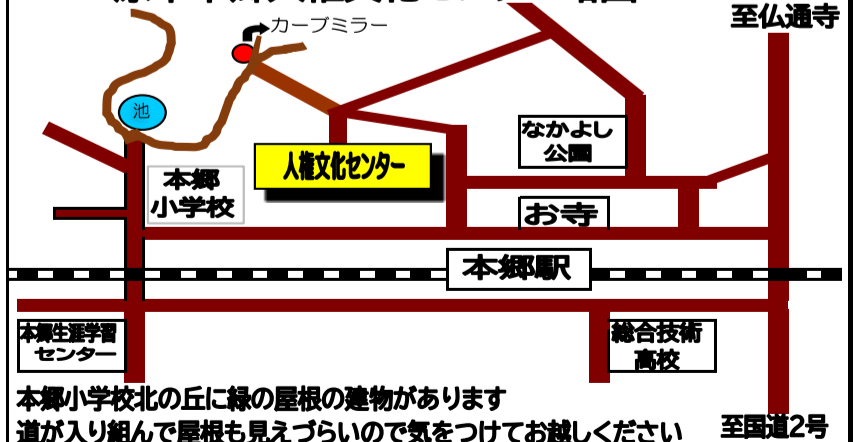 至仏通寺
カーブミラー
池
なかよし
公園
人権文化センター
本郷
小学校
お寺
本郷駅
本郷生涯学習
センター
総合技術
高校
本郷小学校北の丘に緑の屋根の建物があります
道が入り組んで屋根も見えづらいので気をつけてお越しください
至国道2号